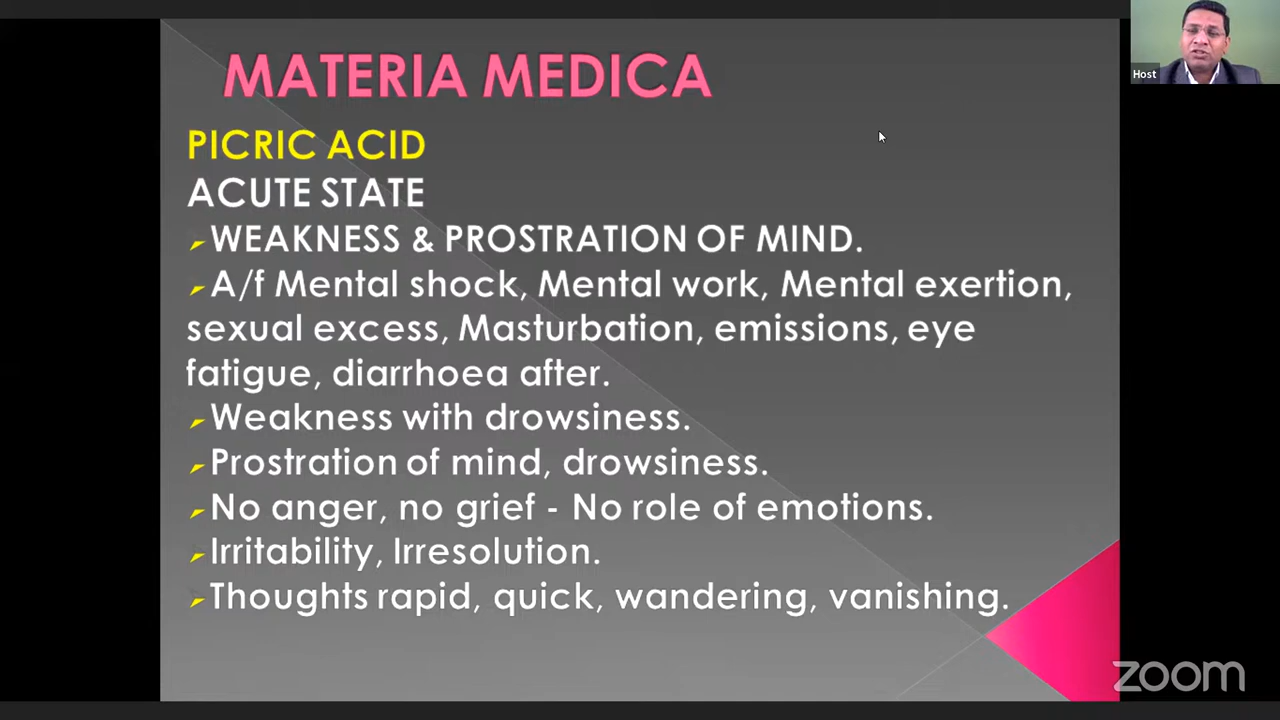 MATERIA MEDICA
Host
PICRIC ACID
ACUTE STATE
WEAKNESS & PROSTRATION OF MIND.
A/f Mental shock, Mental work, Mental exertion,
sexual excess, Masturbation, emissions, eye
fatigue, diarrhoea after.
Weakness with drowsiness.
Prostration of mind, drowsiness.
No anger, no grief - No role of emotions.
Irritability, Irresolution.
Thoughts rapid, quick, wandering, vanishing.
zoom